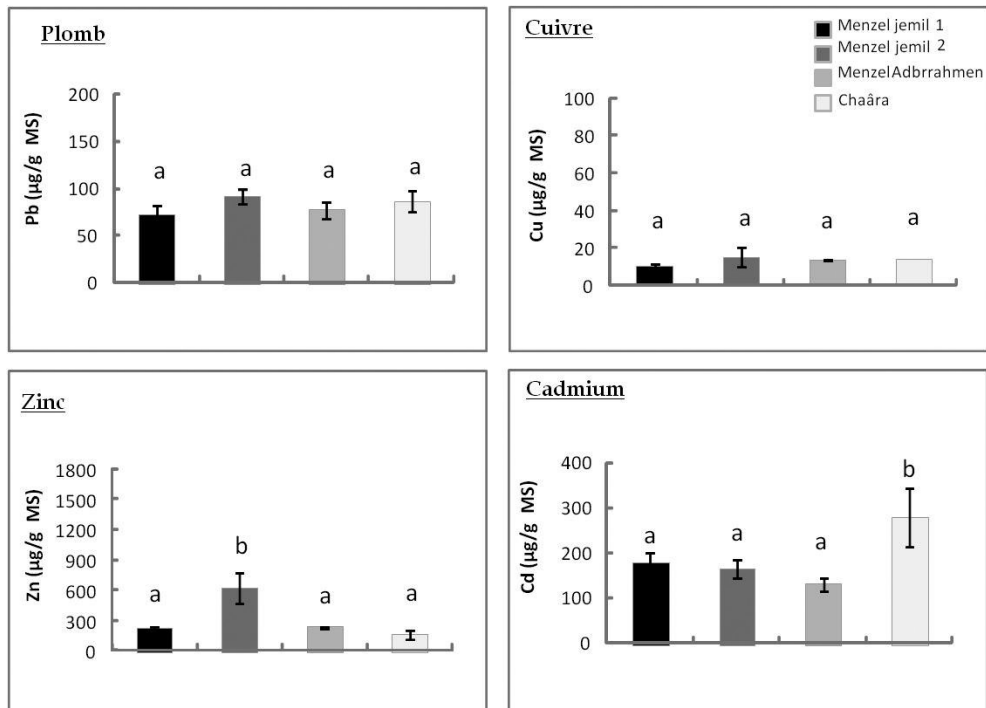 Plomb
Pb (µg/g MS)
200
150
100
50
0
a a a a
Cuivre
Menzel jemil 1
Menzel jemil 2
MenzelAdbrrahmen
Chaâra
Cu (µg/g MS)
100
80
60
40
20
0
a a a a
Zinc
Zn (µg/g MS)
1800
1500
1200
900
600
300
0
a b a a
Cadmium
Cd (µg/g MS)
400
300
200
100
0
a a a b